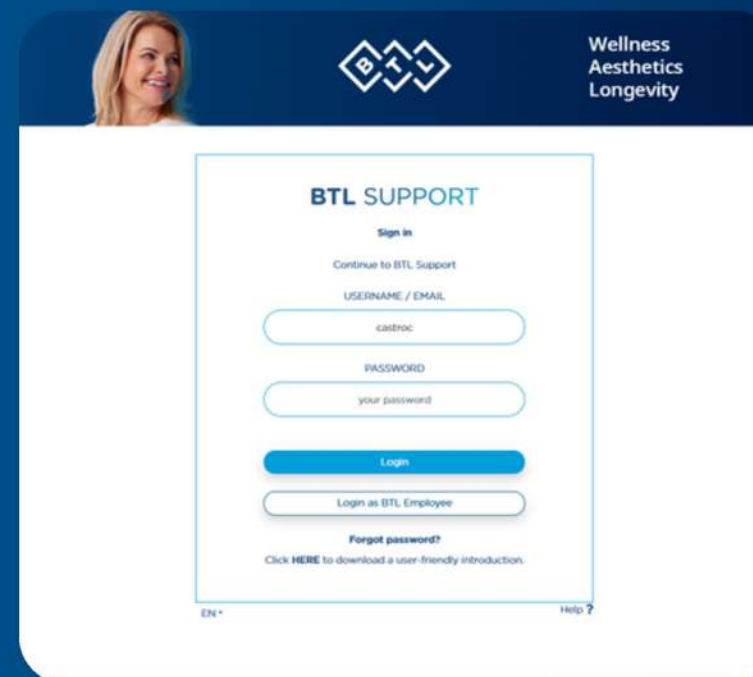 BTL
Wellness
Aesthetics
Longevity
BTL SUPPORT
Sign in
Continue to BTL Support
USERNAME / EMAIL
castroc
PASSWORD
your password
Login
Login as BTL Employee
Forgot password?
Click HERE to download a user-friendly introduction.
EN
Help ?